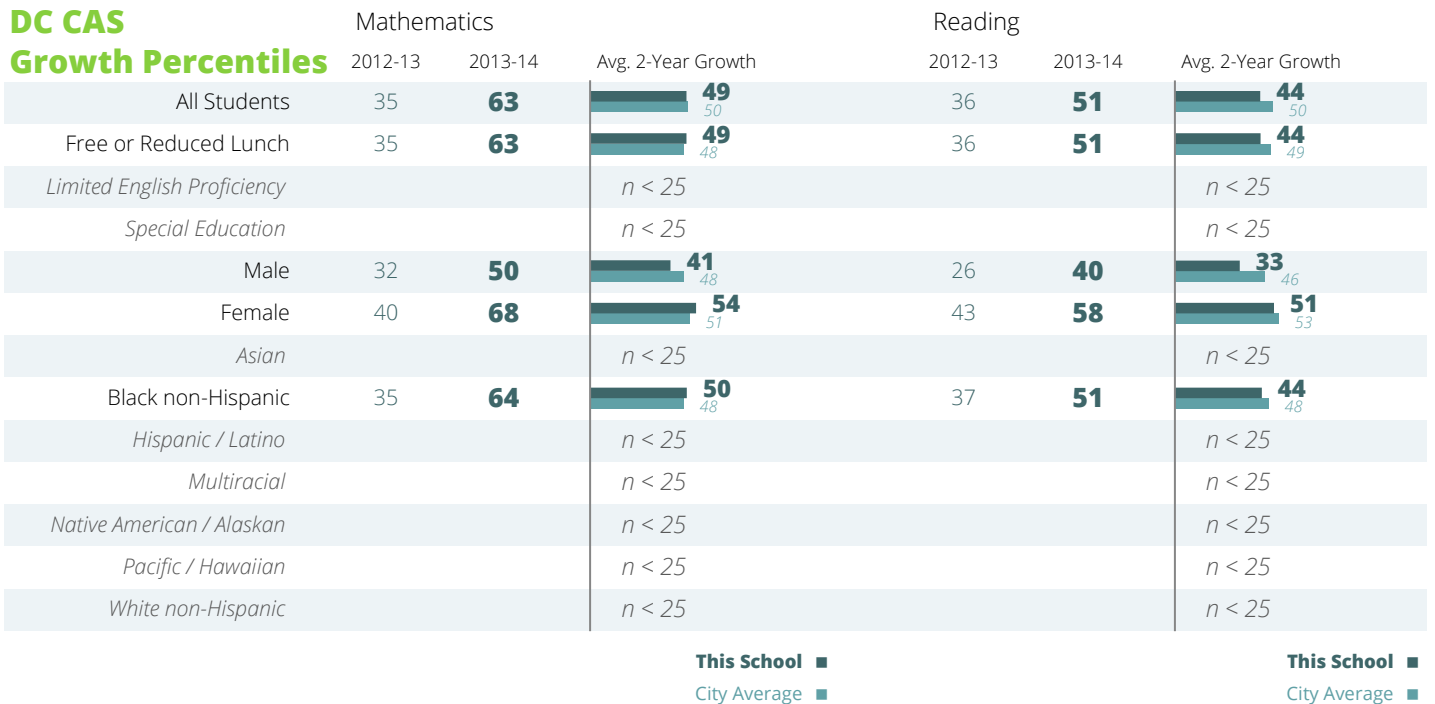 DC CAS
Growth Percentiles
Mathematics Reading
2012-13 2013-14 Avg. 2-Year Growth 2012-13 2013-14 Avg. 2-Year Growth
All Students 35 63 49 50 36 51 44 50
Free or Reduced Lunch 35 63 49 48 36 51 44 49
Limited English Proficiency n < 25 n < 25
Special Education n < 25 n < 25
Male 32 50 41 48 26 40 33 46
Female 40 68 54 51 43 58 51 53
Asian n < 25 n < 25
Black non-Hispanic 35 64 50 48 37 51 44 48
Hispanic / Latino n < 25 n < 25
Multiracial n < 25 n < 25
Native American / Alaskan n < 25 n < 25
Pacific / Hawaiian n < 25 n < 25
White non-Hispanic n < 25 n < 25
This School This School
City Average City Average